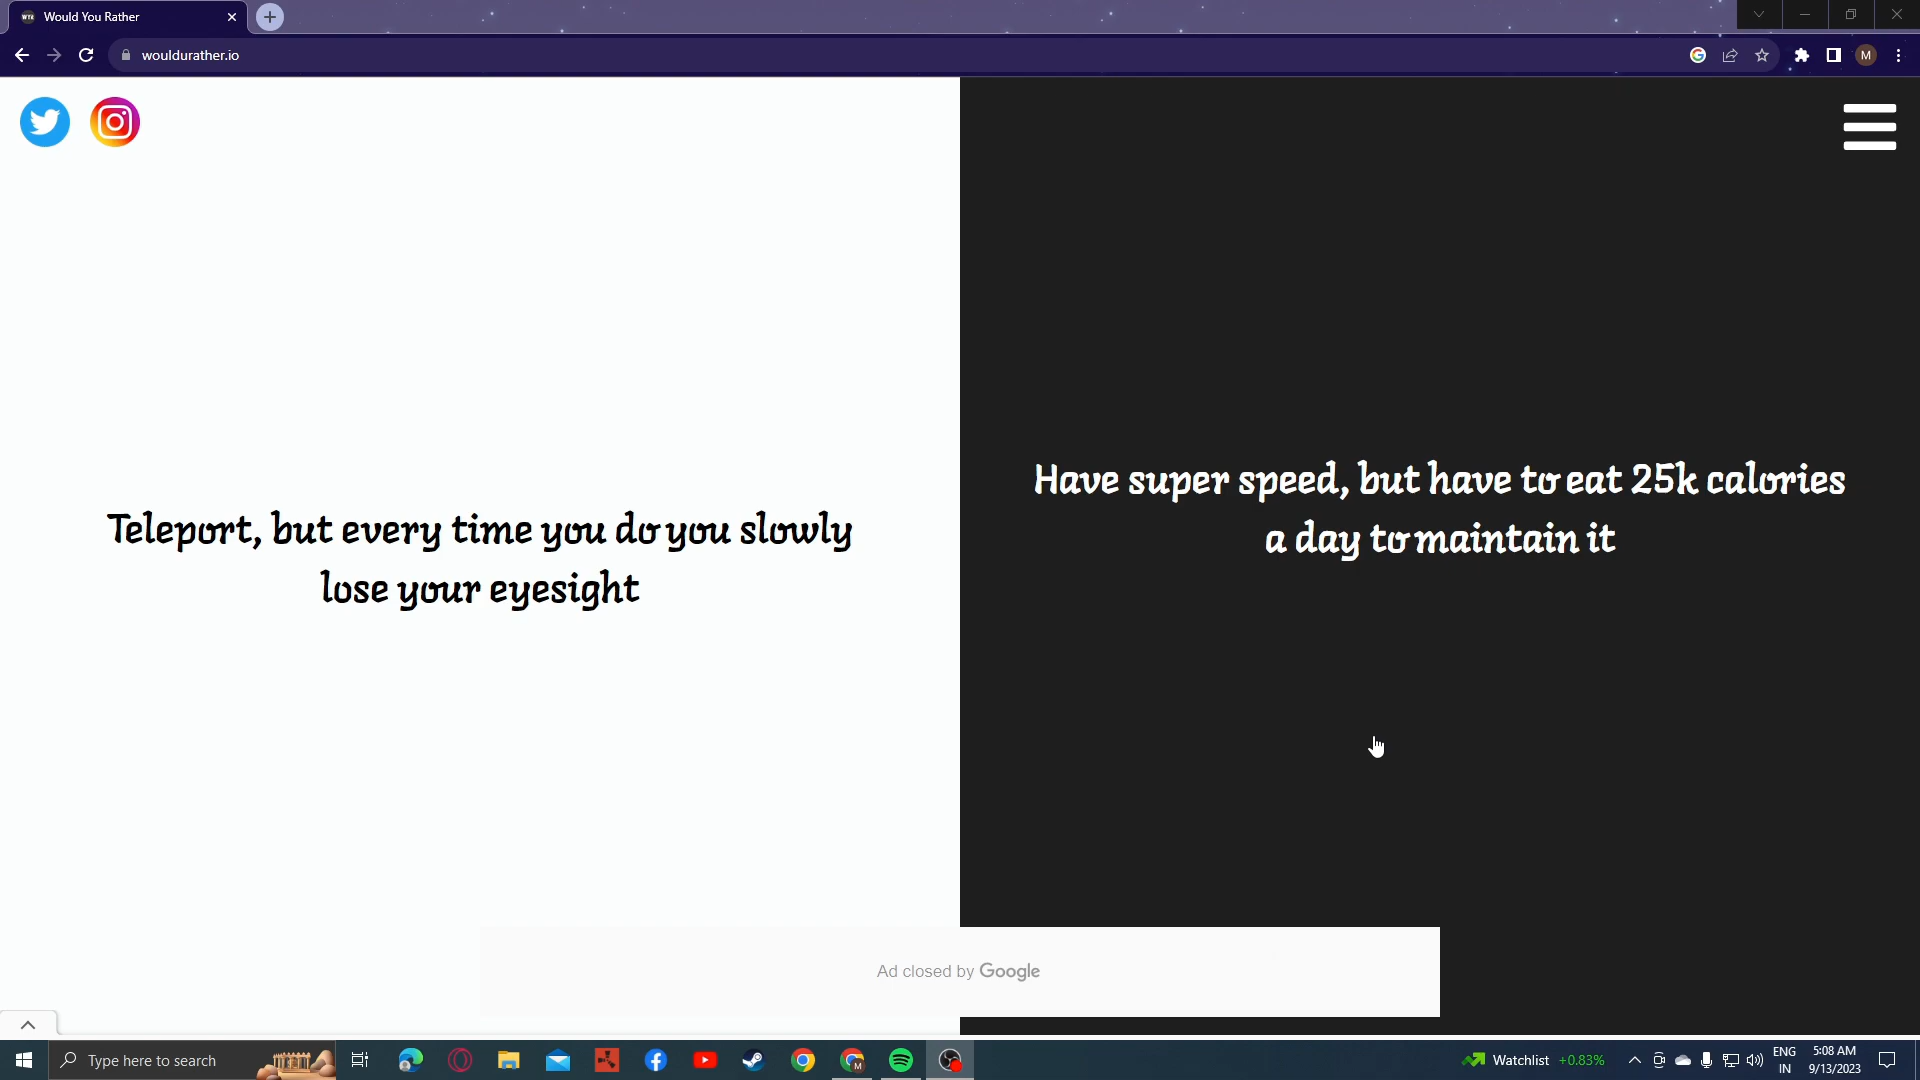 Would You Rather
wouldurather.io
M
Teleport, but every time you do you slowly
lose your eyesight
Have super speed, but have to eat 25k calories
a day to maintain it
Ad closed by Google
Type here to search
Watchlist +0.83%
ENG
IN
5:08 AM
9/13/2023